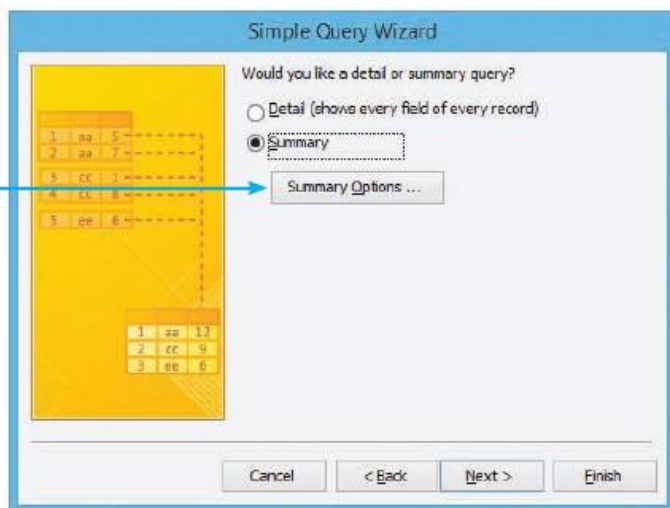 Simple Query Wizard
Would you like a detail or summary query?
Detail (shows every field of every record)
Summary
Summary Options ...
1 aa 5
2 aa 7
3 cc 1
4 cc 8
5 ee 6
1 aa 12
2 cc 9
3 ee 6
Cancel
< Back
Next >
Finish